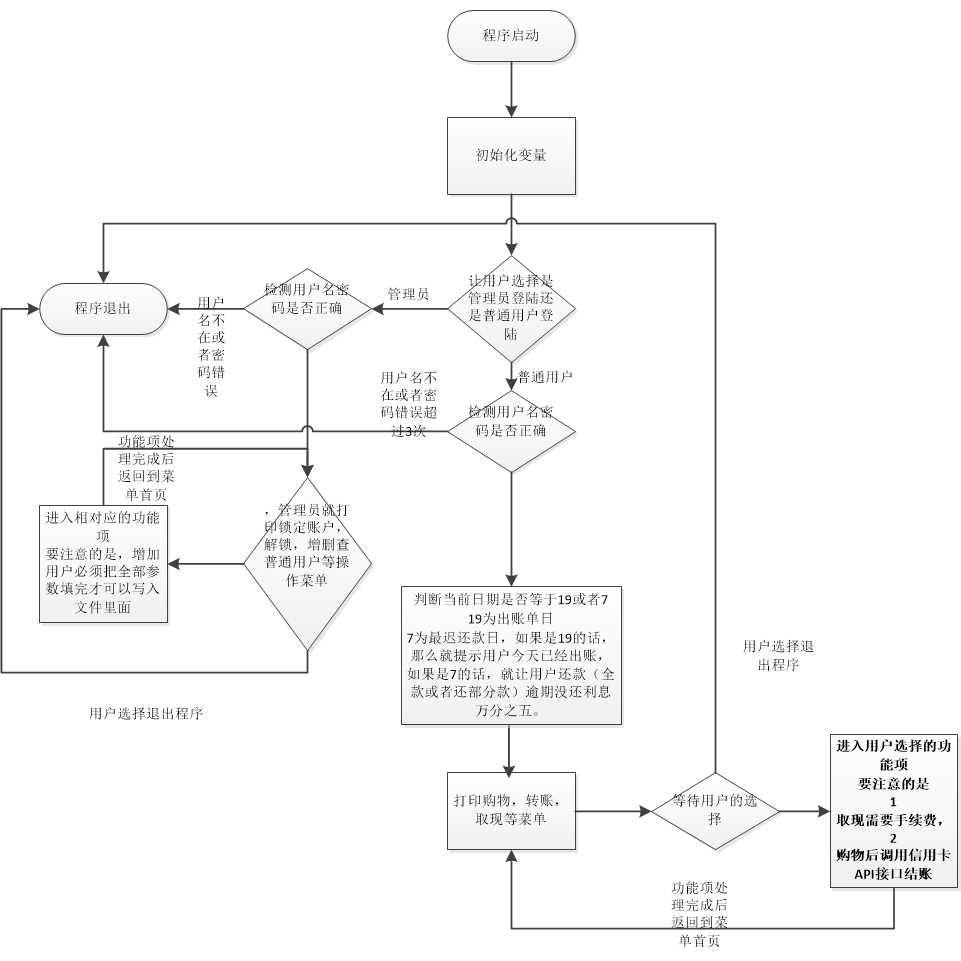 程序启动
初始化变量
让用户选择是
管理员登陆还
是普通用户登
陆
管理员
检测用户名密
码是否正确
用户
名不
在或
者密
码错
误
程序退出
普通用户
用户名不
在或者密
码错误超
过3次
检测用户名密
码是否正确
功能项处
理完成后
返回到菜
单首页
，管理员就打
印锁定账户，
解锁，增删查
普通用户等操
作菜单
进入相对应的功能
项
要注意的是，增加
用户必须把全部参
数填完才可以写入
文件里面
用户选择退出程序
判断当前日期是否等于19或者7
19为出账单日
7为最迟还款日，如果是19的话，
那么就提示用户今天已经出账，
如果是7的话，就让用户还款（全
款或者还部分款）逾期没还利息
万分之五。
用户选择退
出程序
打印购物，转账，
取现等菜单
等待用户的选
择
进入用户选择的功
能项
要注意的是
1
取现需要手续费，
2
购物后调用信用卡
API接口结账
功能项处
理完成后
返回到菜
单首页